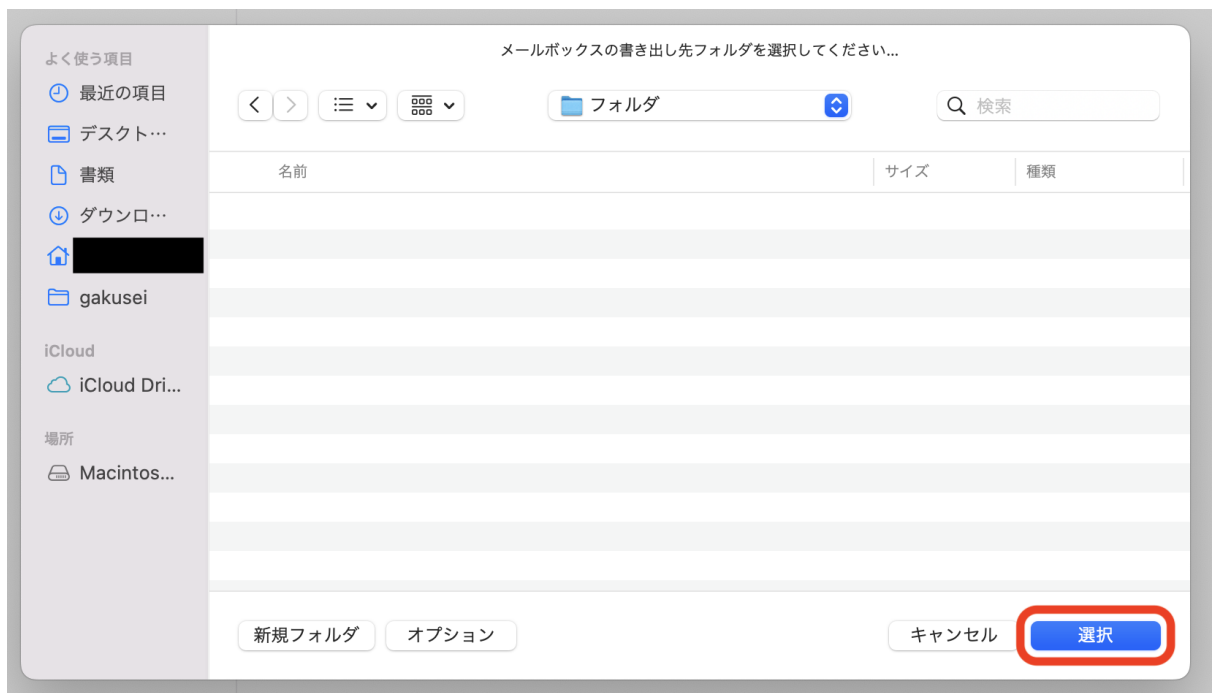 よく使う項目
最近の項目
デスクト…
書類
ダウンロ…
gakusei
iCloud
iCloud Dri...
場所
Macintos...
メールボックスの書き出し先フォルダを選択してください...
フォルダ
検索
名前 サイズ 種類
新規フォルダ オプション キャンセル 選択